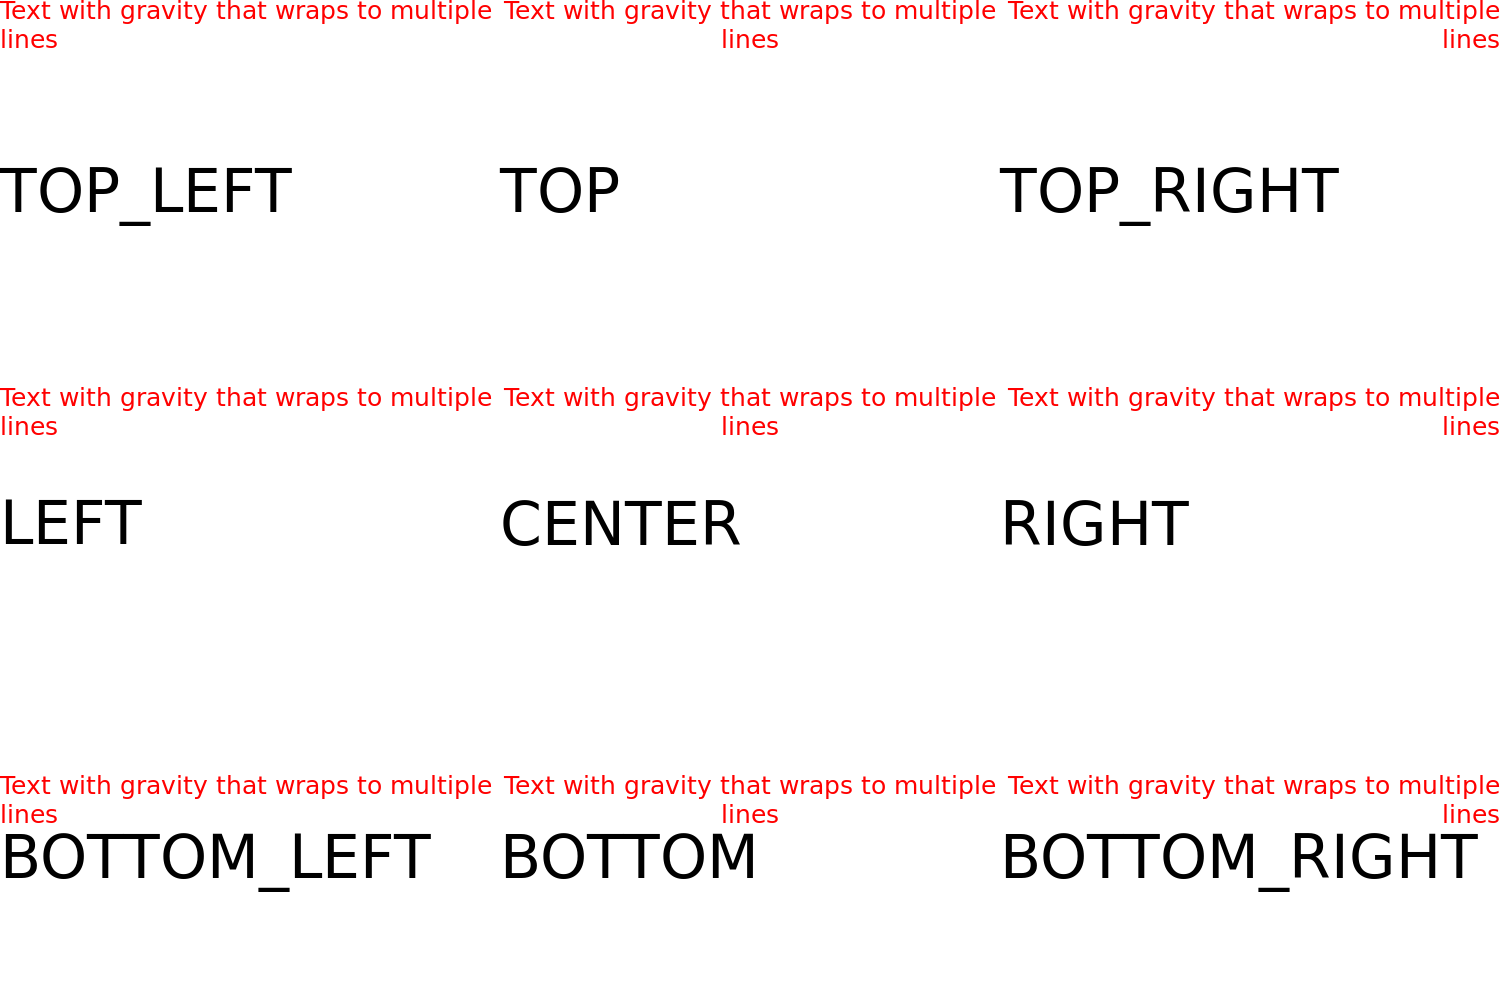 Text with gravity that wraps to multiple
lines
Text with gravity that wraps to multiple
lines
Text with gravity that wraps to multiple
lines
TOP_LEFT
TOP
TOP_RIGHT
Text with gravity that wraps to multiple
lines
Text with gravity that wraps to multiple
lines
Text with gravity that wraps to multiple
lines
LEFT
CENTER
RIGHT
Text with gravity that wraps to multiple
lines
Text with gravity that wraps to multiple
lines
Text with gravity that wraps to multiple
lines
BOTTOM_LEFT
BOTTOM
BOTTOM_RIGHT